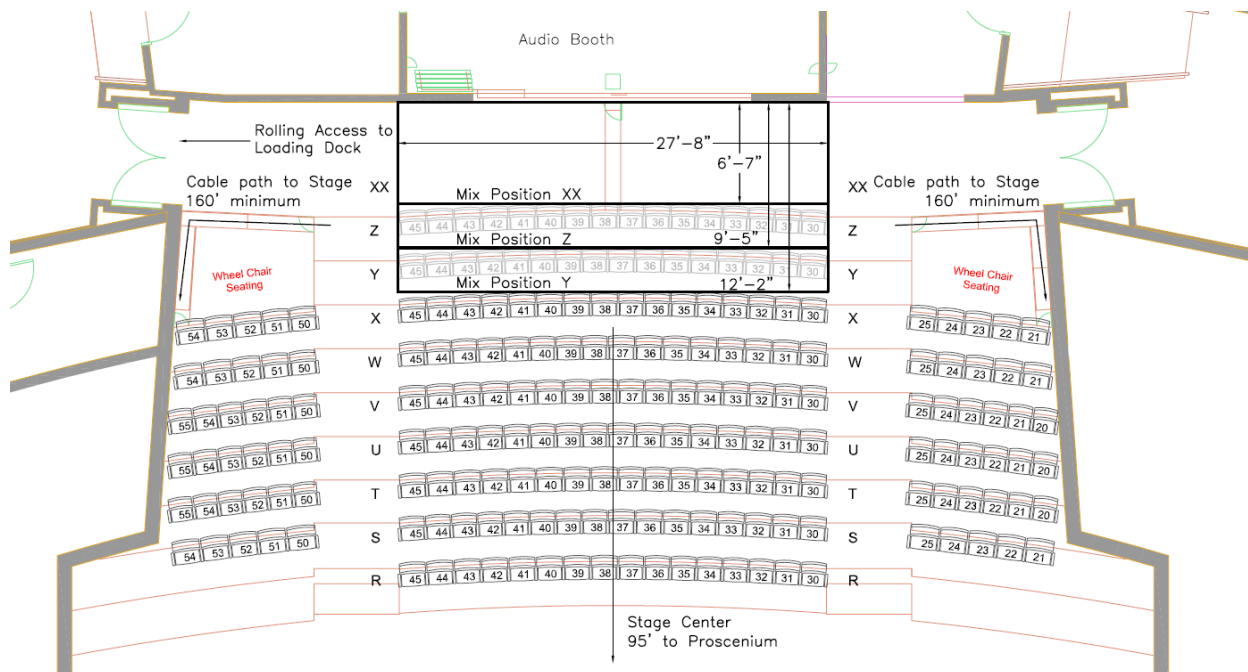 Audio Booth
Rolling Access to
Loading Dock
27'-8"
6'-7"
Cable path to Stage
160' minimum
XX
Mix Position XX
XX
Cable path to Stage
160' minimum
Z
45 44 43 42 41 40 39 38 37 36 35 34 33 32 31 30
Z
Mix Position Z
9'-5"
Wheel Chair
Seating
Y
45 44 43 42 41 40 39 38 37 36 35 34 33 32 31 30
Y
Wheel Chair
Seating
Mix Position Y
12'-2"
54 53 52 51 50 X 45 44 43 42 41 40 39 38 37 36 35 34 33 32 31 30 X 25 24 23 22 21
54 53 52 51 50 W 45 44 43 42 41 40 39 38 37 36 35 34 33 32 31 30 W 25 24 23 22 21
55 54 53 52 51 50 V 45 44 43 42 41 40 39 38 37 36 35 34 33 32 31 30 V 25 24 23 22 21 20
55 54 53 52 51 50 U 45 44 43 42 41 40 39 38 37 36 35 34 33 32 31 30 U 25 24 23 22 21 20
55 54 53 52 51 50 T 45 44 43 42 41 40 39 38 37 36 35 34 33 32 31 30 T 25 24 23 22 21 20
54 53 52 51 50 S 45 44 43 42 41 40 39 38 37 36 35 34 33 32 31 30 S 25 24 23 22 21
R 45 44 43 42 41 40 39 38 37 36 35 34 33 32 31 30 R
Stage Center
95' to Proscenium